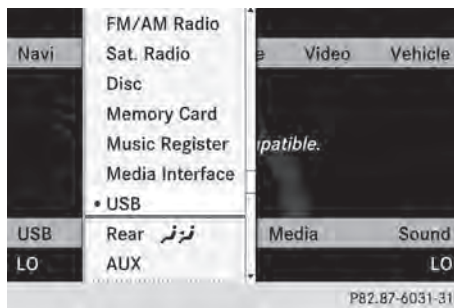 FM/AM Radio
Navi Sat. Radio e Video Vehicle
Disc
Memory Card
Music Register patible.
Media Interface
• USB
USB Rear Media Sound
LO AUX LO
P82.87-6031-31